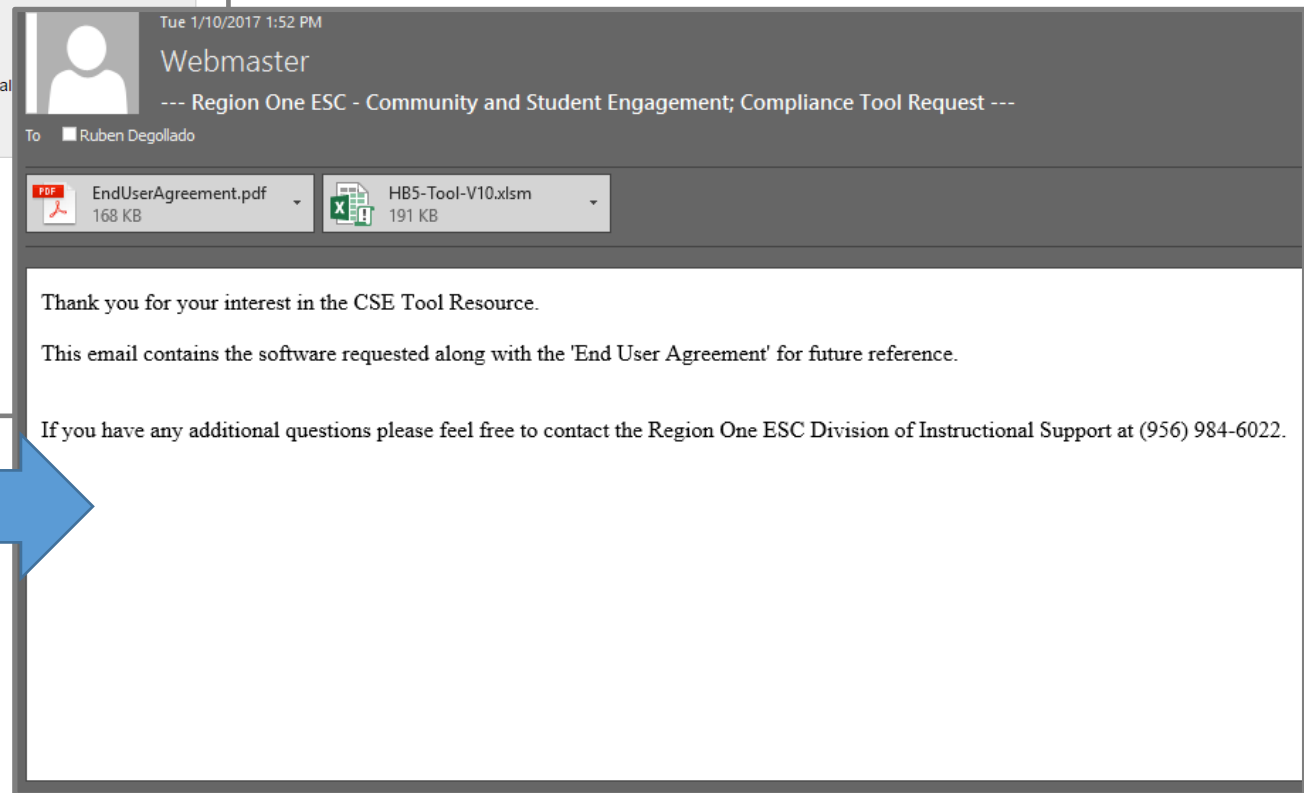 Tue 1/10/2017 1:52 PM
Webmaster
--- Region One ESC - Community and Student Engagement; Compliance Tool Request ---
To Ruben Degollado
PDF EndUserAgreement.pdf
168 KB
HB5-Tool-V10.xlsm
191 KB
Thank you for your interest in the CSE Tool Resource.
This email contains the software requested along with the 'End User Agreement' for future reference.
If you have any additional questions please feel free to contact the Region One ESC Division of Instructional Support at (956) 984-6022.